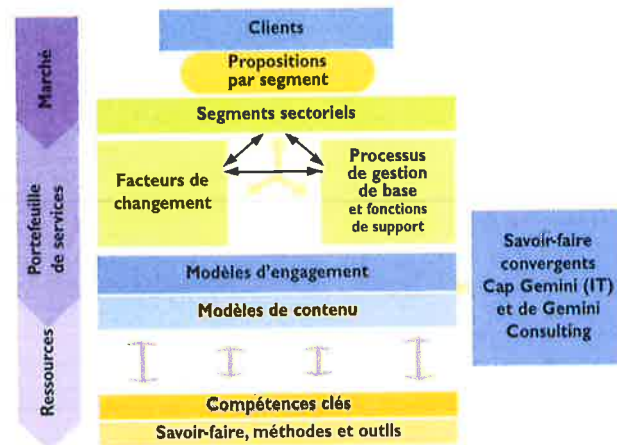 Marché
Portefeuille
de services
Ressources
Clients
Propositions
par segment
Segments sectoriels
Facteurs de
changement
Processus
de gestion
de base
et fonctions
de support
Modèles d'engagement
Modèles de contenu
Compétences clés
Savoir-faire, méthodes et outils
Savoir-faire
convergents
Cap Gemini (IT)
et de Gemini
Consulting